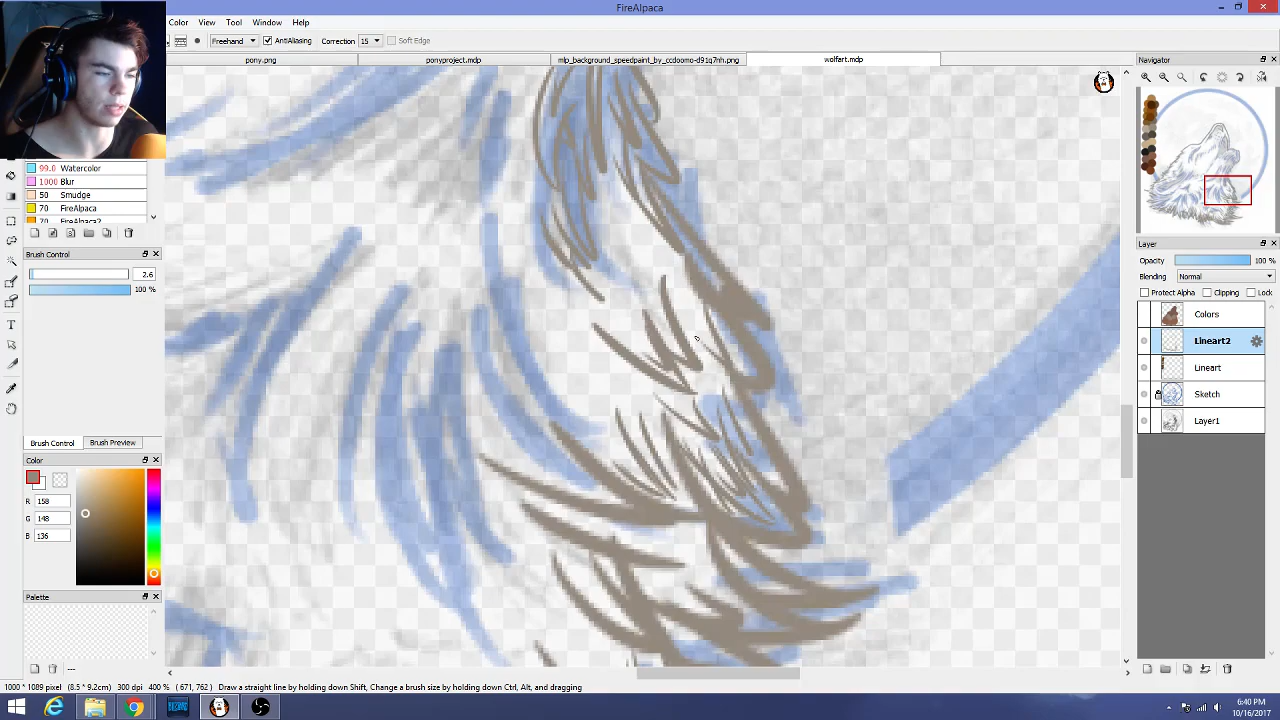 FireAlpaca
Color View Tool Window Help
Freehand AntiAliasing Correction 15 Soft Edge
pony.png ponyproject.mdp mlp_background_speedpaint_by_ccdoomo-d91q7nh.png wolfart.mdp
Navigator
99.0 Watercolor
1000 Blur
50 Smudge
70 FireAlpaca
70 FireAlpaca2
Brush Control
2.6
100 %
Brush Control Brush Preview
Color
R 158
G 148
B 136
Palette
---
Layer
Opacity 100 %
Blending Normal
Protect Alpha Clipping Lock
Colors
Lineart2
Lineart
Sketch
Layer1
1000 * 1089 pixel (8.5 * 9.2cm) 300 dpi 400 % ( 671, 762 ) Draw a straight line by holding down Shift, Change a brush size by holding down Ctrl, Alt, and dragging
6:40 PM
10/16/2017